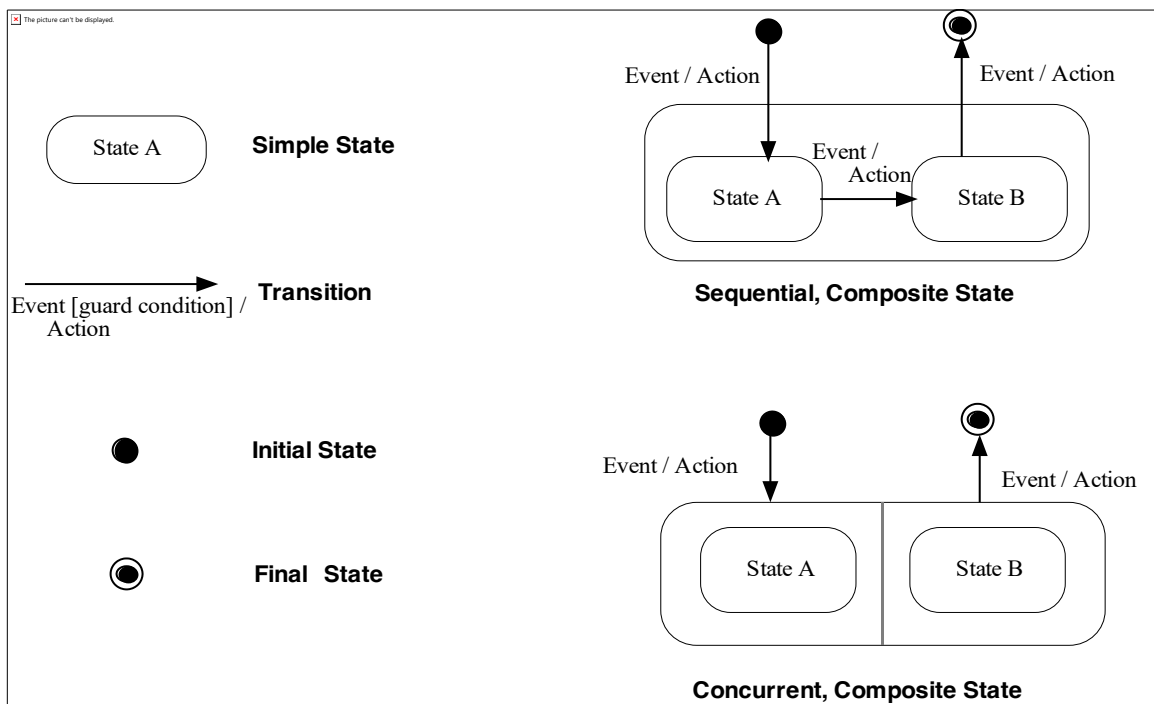 The picture can't be displayed.
State A
Simple State
Event [guard condition] /
Action
Transition
Initial State
Final State
Event / Action
Event / Action
Event /
Action
State A
State B
Sequential, Composite State
Event / Action
Event / Action
State A
State B
Concurrent, Composite State